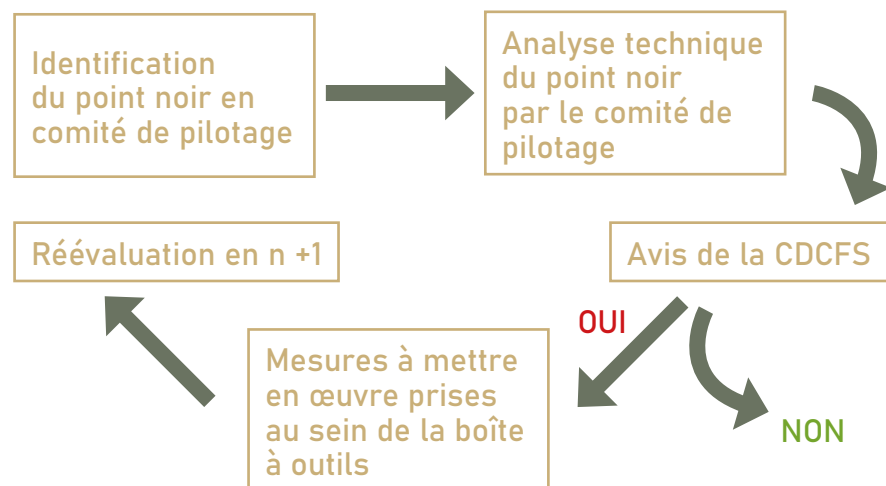 Identification
du point noir en
comité de pilotage
Analyse technique
du point noir
par le comité de
pilotage
Avis de la CDCFS
OUI
NON
Mesures à mettre
en œuvre prises
au sein de la boîte
à outils
Réévaluation en n +1